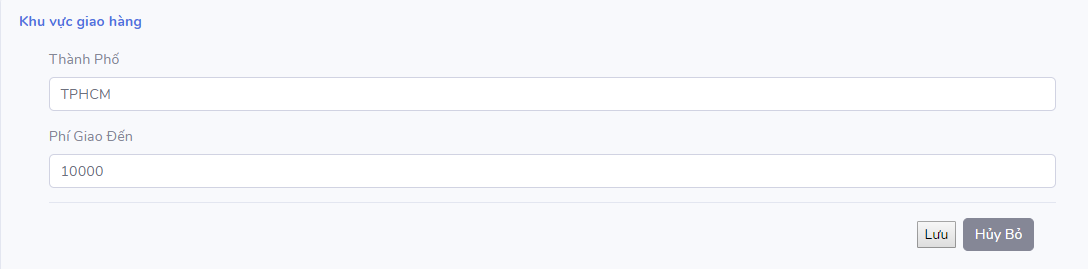 Khu vực giao hàng
Thành Phố
TPHCM
Phí Giao Đến
10000
Lưu Hủy Bỏ